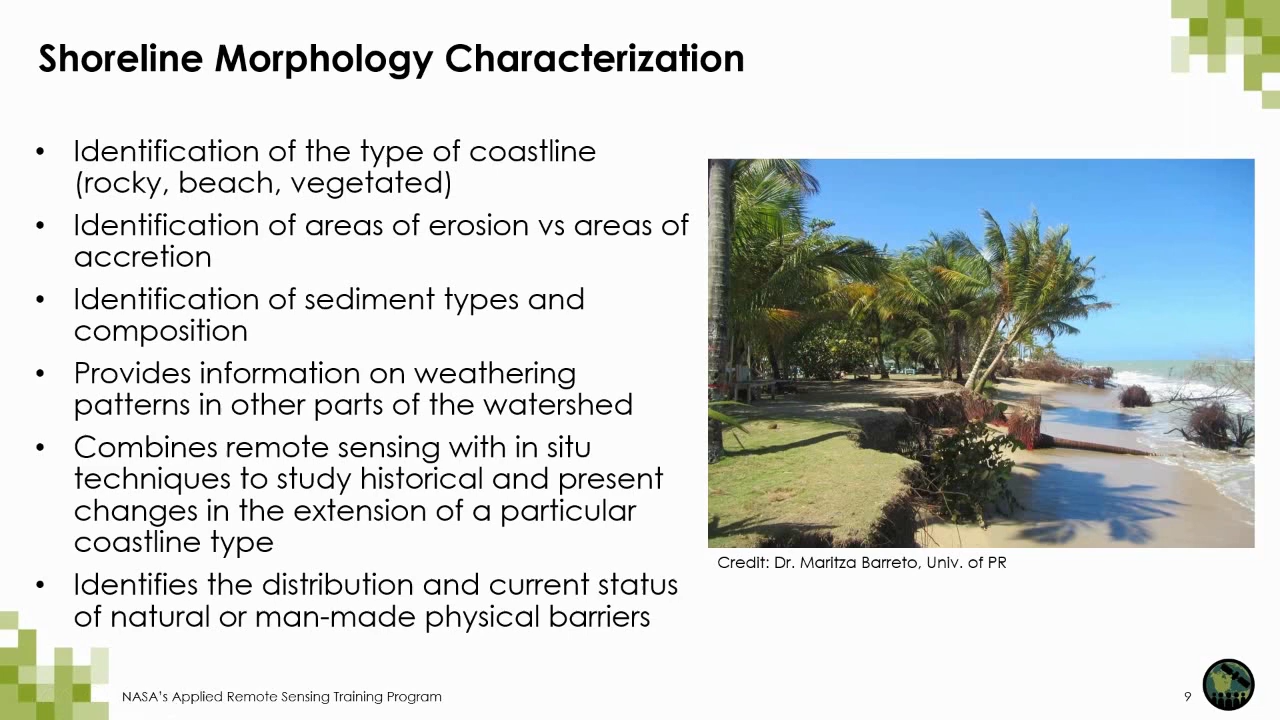 Shoreline Morphology Characterization
• Identification of the type of coastline
(rocky, beach, vegetated)
• Identification of areas of erosion vs areas of
accretion
• Identification of sediment types and
composition
• Provides information on weathering
patterns in other parts of the watershed
• Combines remote sensing with in situ
techniques to study historical and present
changes in the extension of a particular
coastline type
• Identifies the distribution and current status
of natural or man-made physical barriers
Credit: Dr. Maritza Barreto, Univ. of PR
NASA's Applied Remote Sensing Training Program
9